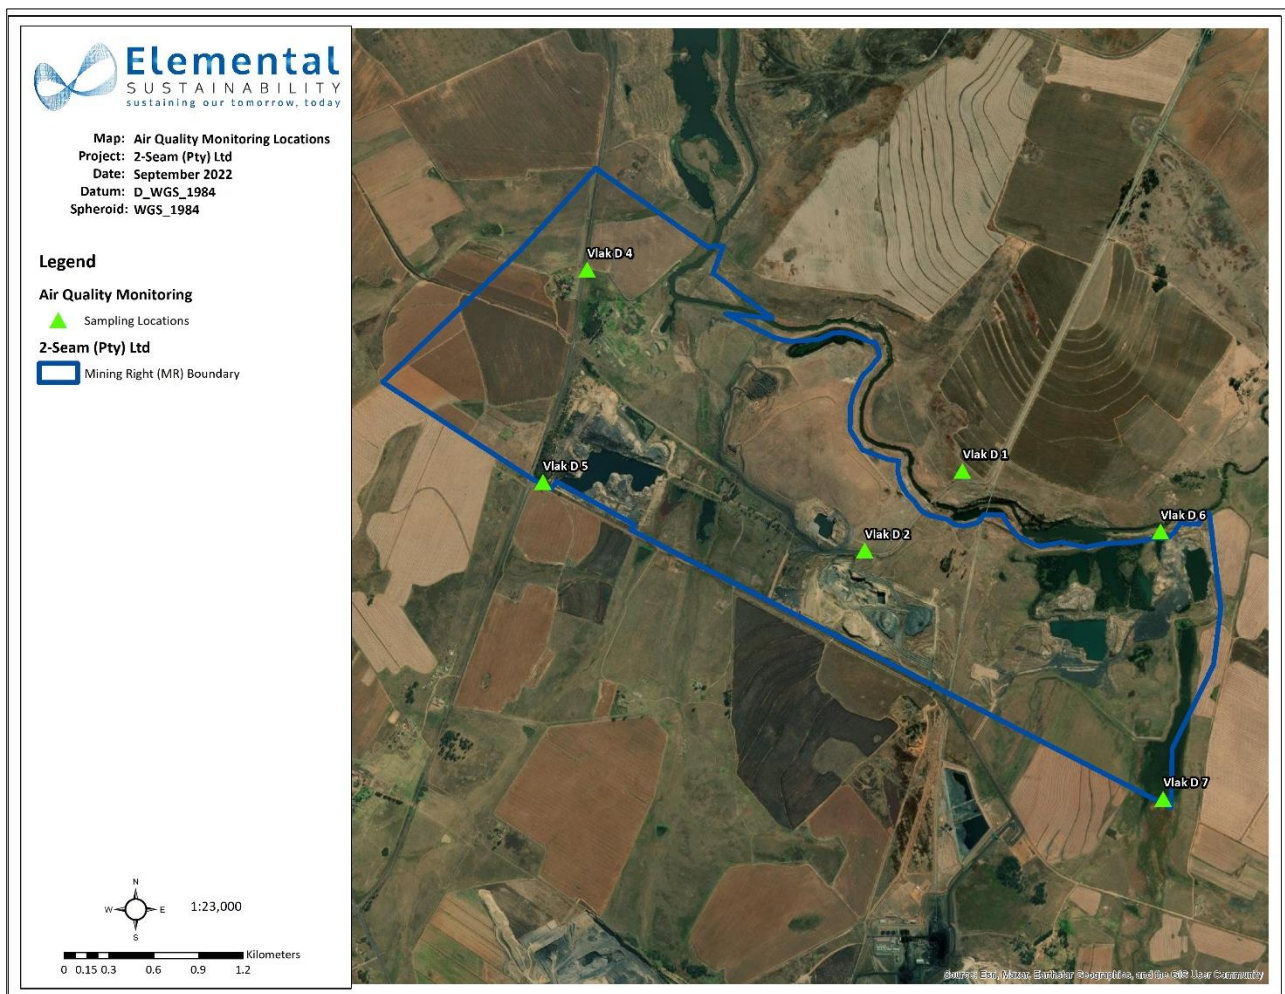 Elemental
SUSTAINABILITY
sustaining our tomorrow, today
Map: Air Quality Monitoring Locations
Project: 2-Seam (Pty) Ltd
Date: September 2022
Datum: D_WGS_1984
Spheroid: WGS_1984
Legend
Air Quality Monitoring
Sampling Locations
2-Seam (Pty) Ltd
Mining Right (MR) Boundary
N
W E
S
1:23,000
Kilometers
0 0.15 0.3 0.6 0.9 1.2
Vlak D 4
Vlak D 5
Vlak D 1
Vlak D 2
Vlak D 6
Vlak D 7
Source: Esri, Maxar, Earthstar Geographics, and the GIS User Community